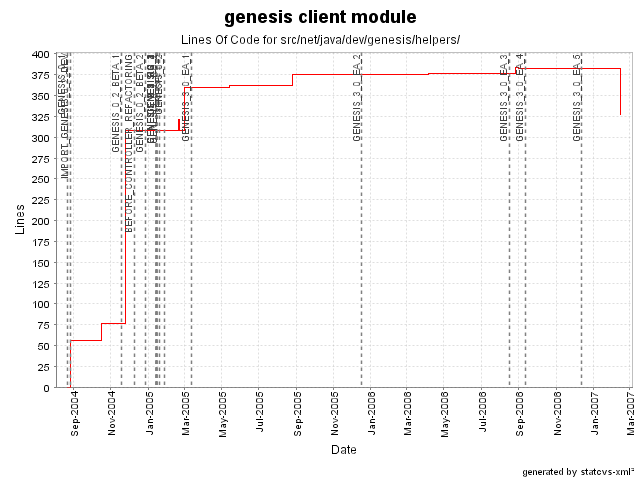 genesis client module
Lines Of Code for src/net/java/dev/genesis/helpers/
Lines
400
375
350
325
300
275
250
225
200
175
150
125
100
75
50
25
0
GENESIS_0_2_BETA_1
BEFORE_CONTROLLER_REFACTORING
GENESIS_0_2_BETA_2
GENESIS_3_0_EA_1
GENESIS_3_0_EA_2
GENESIS_3_0_EA_3
GENESIS_3_0_EA_4
GENESIS_3_0_EA_5
Sep-2004
Nov-2004
Jan-2005
Mar-2005
May-2005
Jul-2005
Sep-2005
Nov-2005
Jan-2006
Mar-2006
May-2006
Jul-2006
Sep-2006
Nov-2006
Jan-2007
Mar-2007
Date
generated by statcvs-xml²